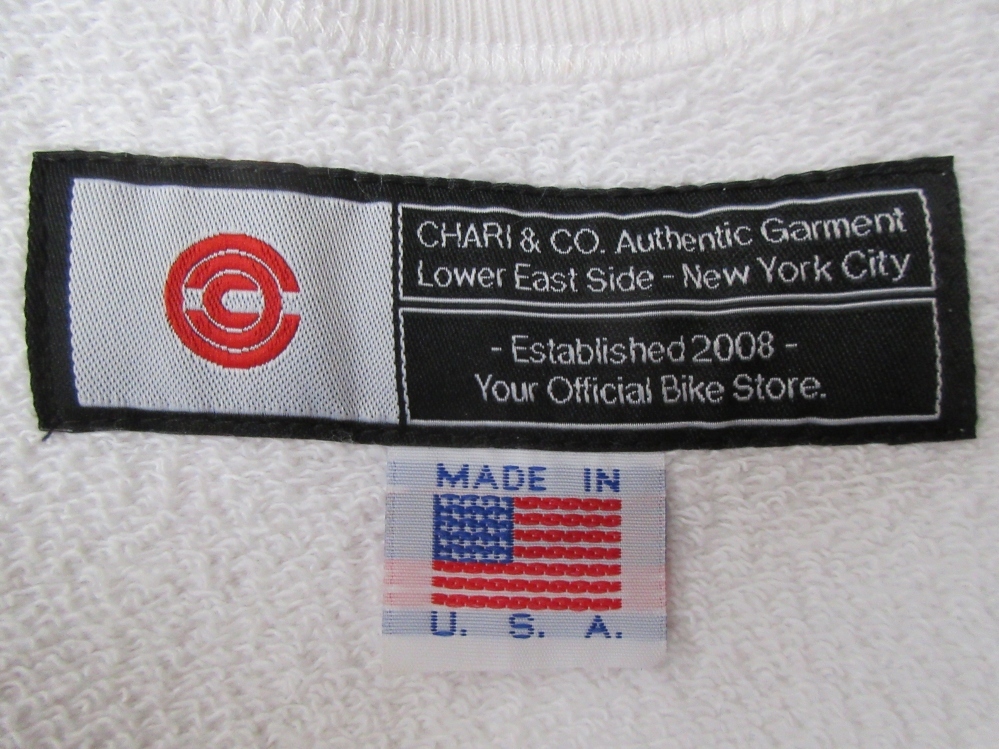 CHARI & CO. Authentic Garment
Lower East Side - New York City
- Established 2008 -
Your Official Bike Store.
MADE IN
U. S. A.